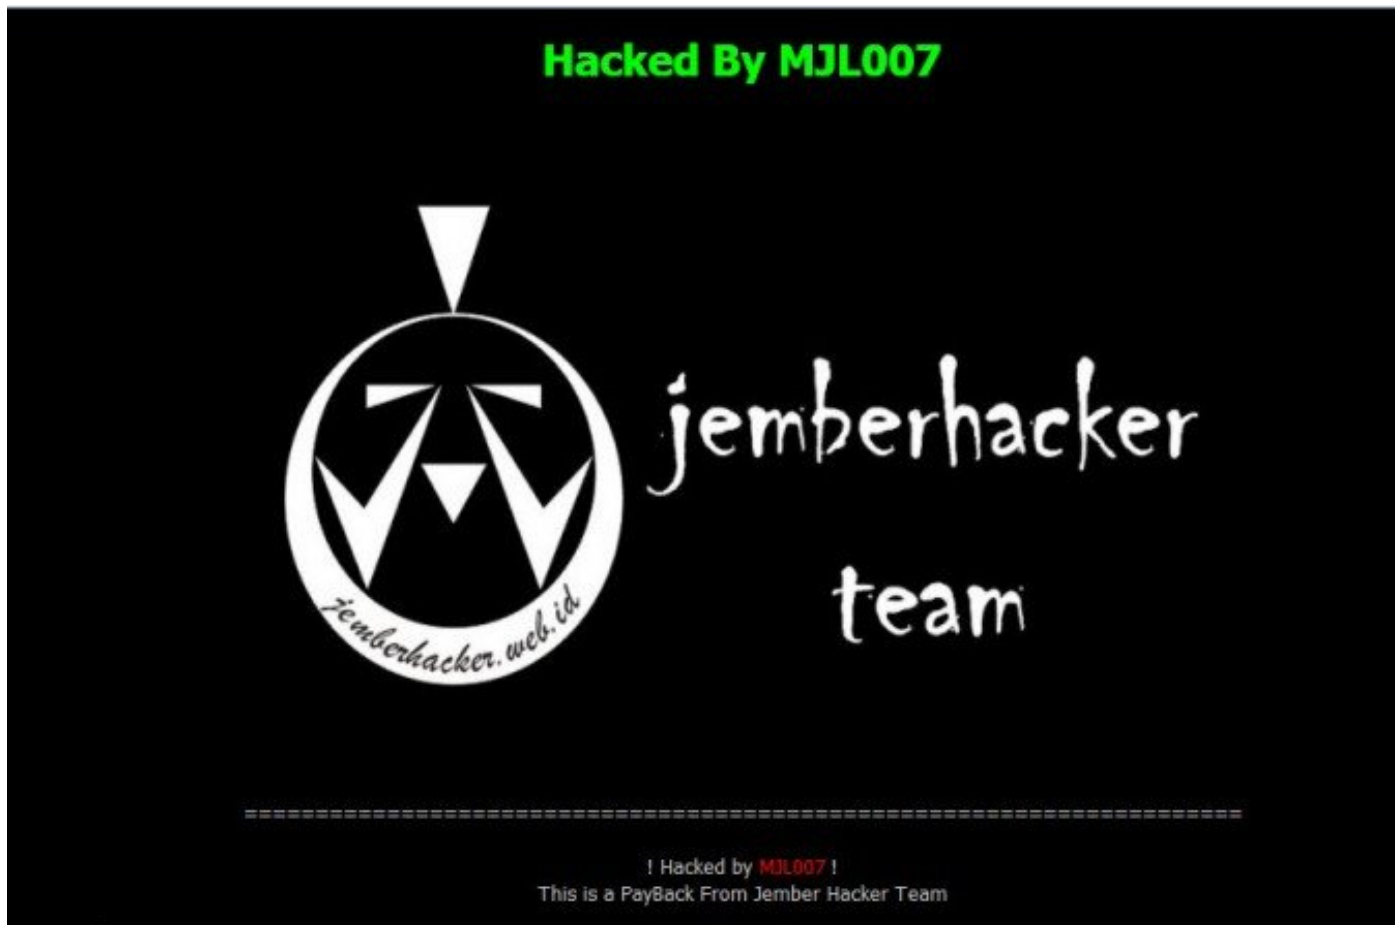 Hacked By MJL007
jemberhacker
team
jemberhacker.web.id
======================================================================
! Hacked by MJL007 !
This is a PayBack From Jember Hacker Team